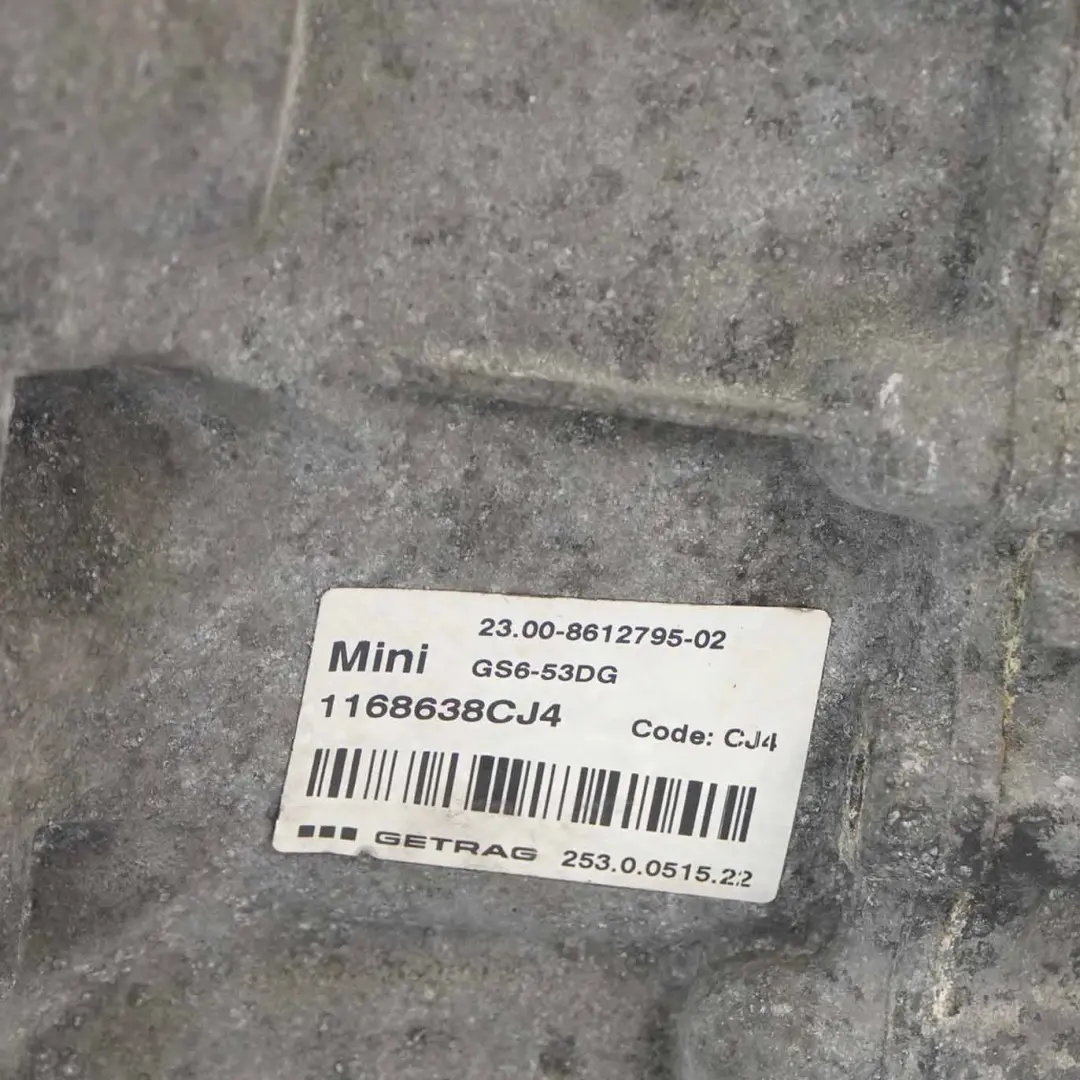 23.00-8612795-02
Mini GS6-53DG
1168638CJ4 Code: CJ4
GETRAG 253.0.0515.22